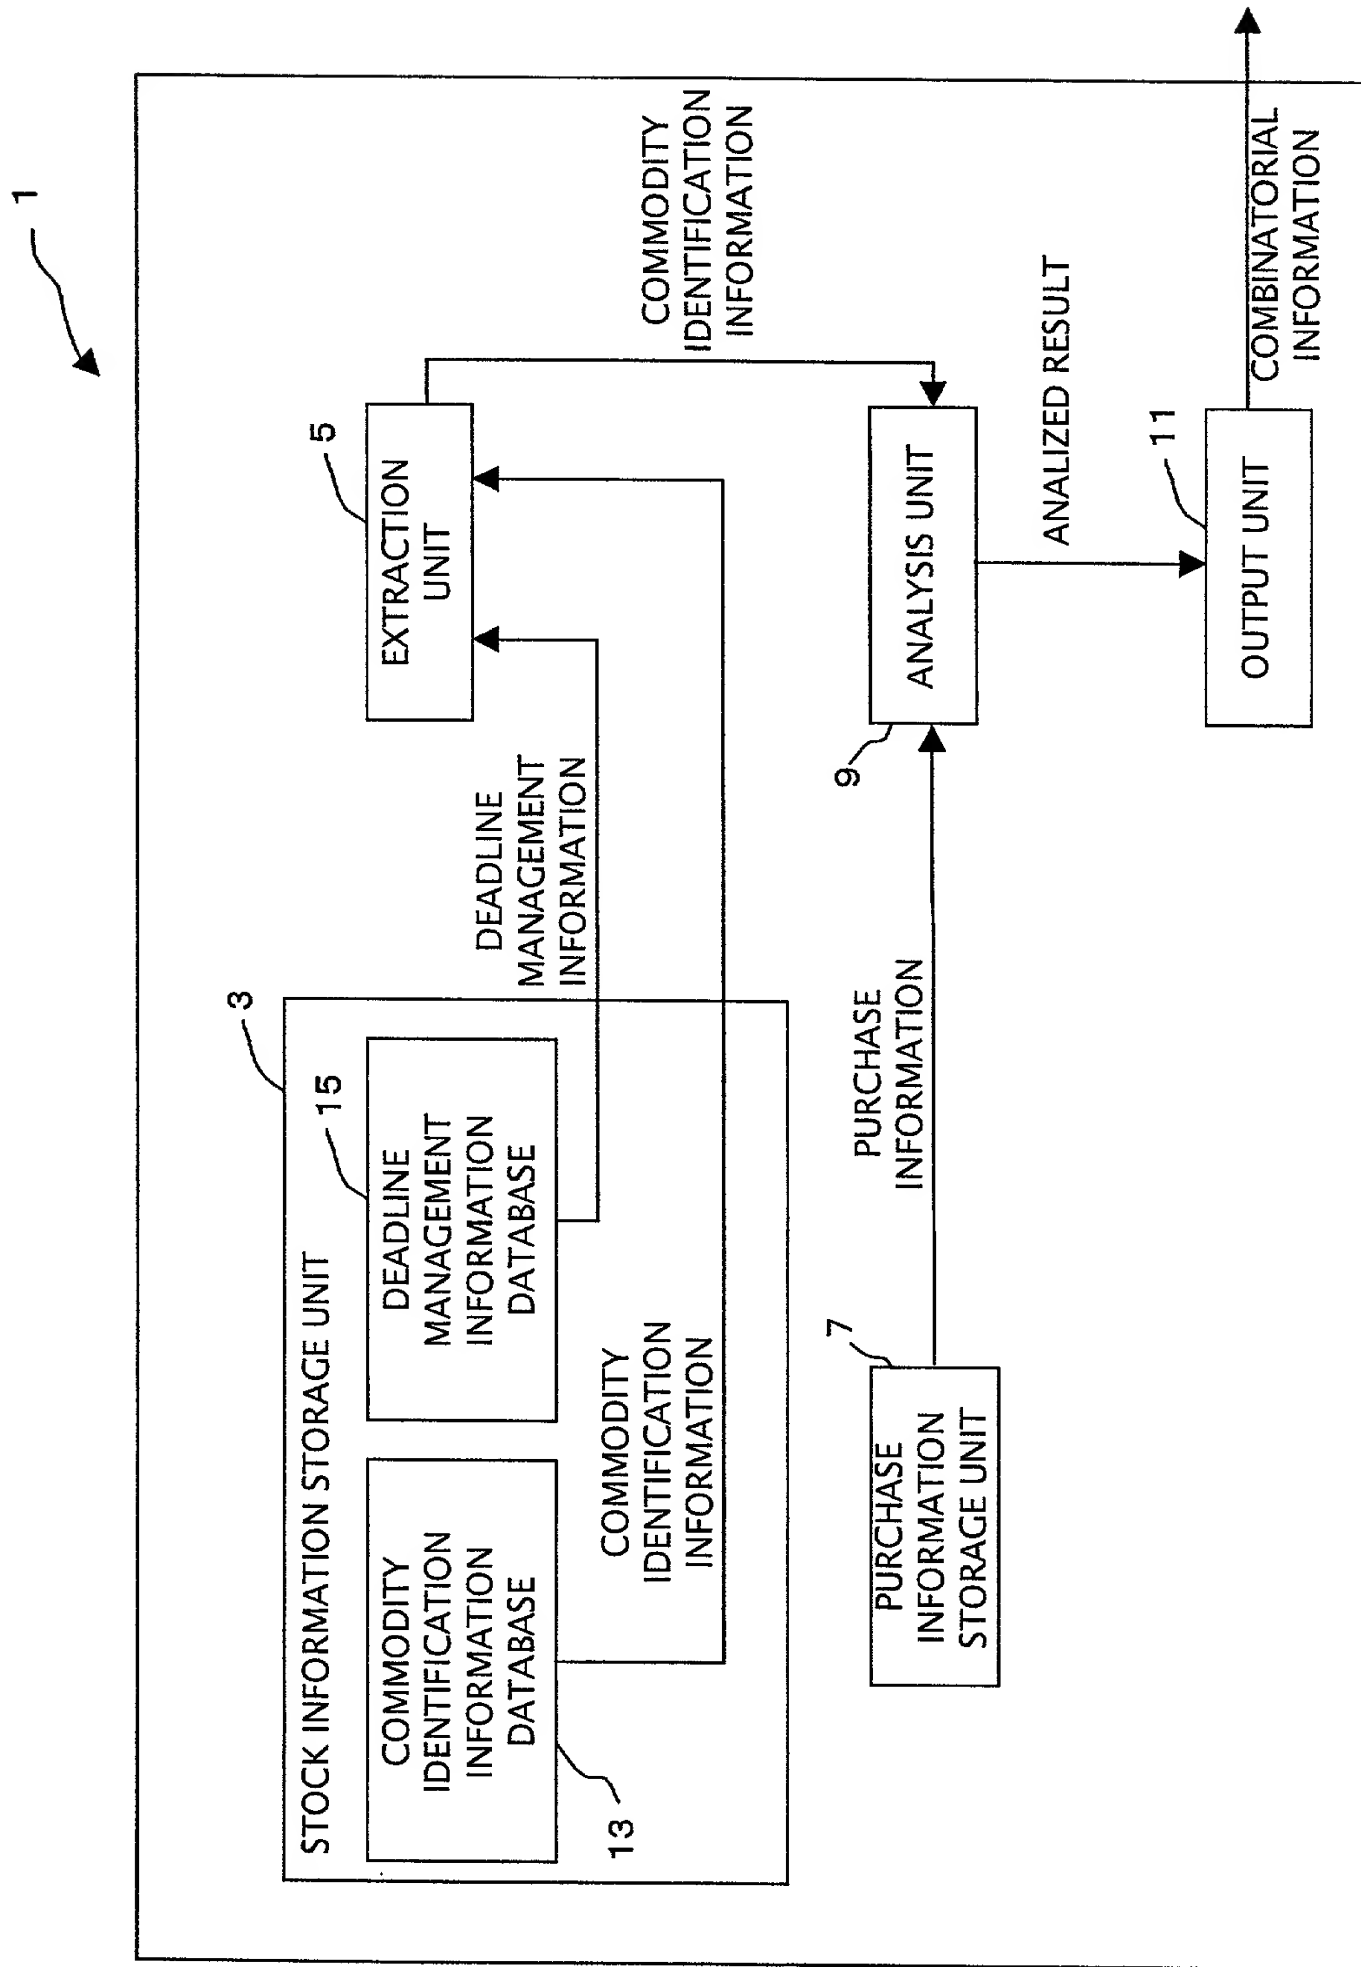 1
STOCK INFORMATION STORAGE UNIT
3
COMMODITY
IDENTIFICATION
INFORMATION
DATABASE
13
DEADLINE
MANAGEMENT
INFORMATION
DATABASE
15
DEADLINE
MANAGEMENT
INFORMATION
COMMODITY
IDENTIFICATION
INFORMATION
EXTRACTION
UNIT
5
COMMODITY
IDENTIFICATION
INFORMATION
PURCHASE
INFORMATION
STORAGE UNIT
7
PURCHASE
INFORMATION
ANALYSIS UNIT
9
ANALIZED RESULT
OUTPUT UNIT
11
COMBINATORIAL
INFORMATION